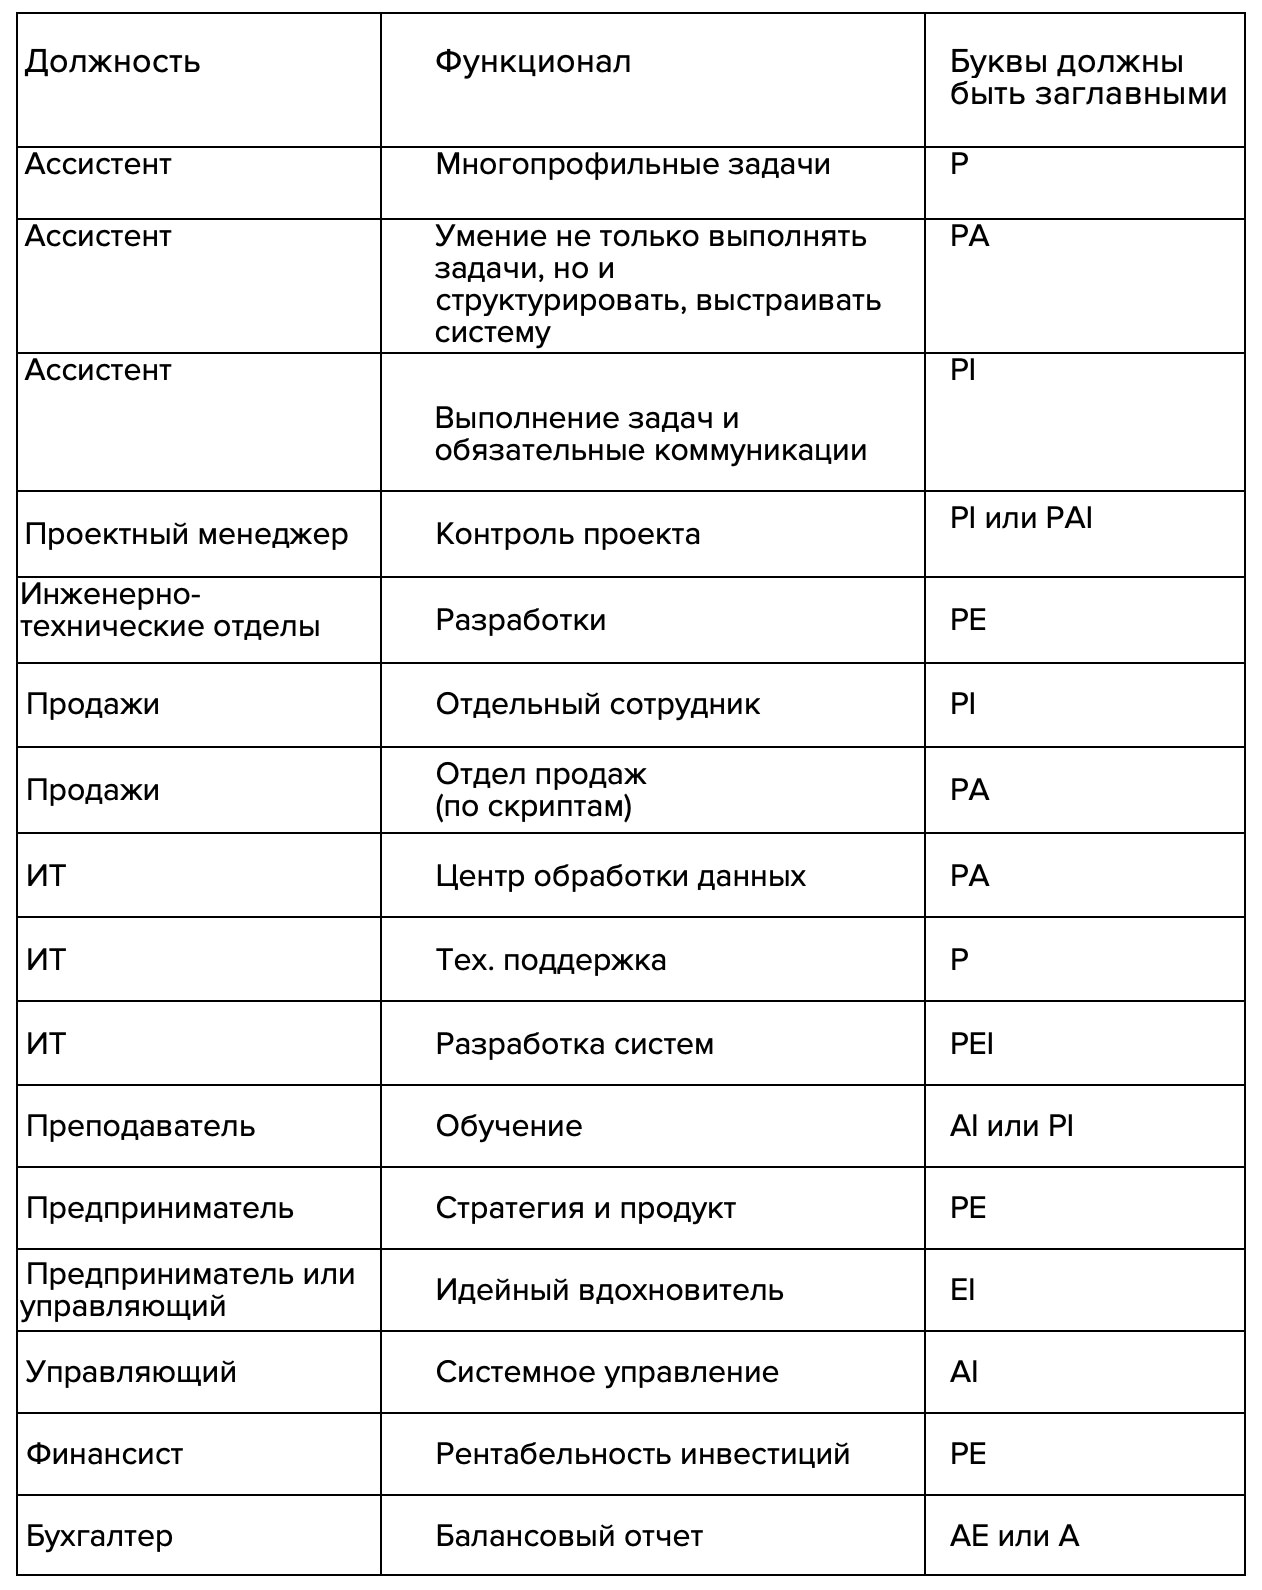 Должность
Функционал
Буквы должны
быть заглавными
Ассистент
Многопрофильные задачи
P
Ассистент
Умение не только выполнять
задачи, но и
структурировать, выстраивать
систему
PA
Ассистент
Выполнение задач и
обязательные коммуникации
PI
Проектный менеджер
Контроль проекта
PI или PAI
Инженерно-
технические отделы
Разработки
PE
Продажи
Отдельный сотрудник
PI
Продажи
Отдел продаж
(по скриптам)
PA
ИТ
Центр обработки данных
PA
ИТ
Тех. поддержка
P
ИТ
Разработка систем
PEI
Преподаватель
Обучение
AI или PI
Предприниматель
Стратегия и продукт
PE
Предприниматель или
управляющий
Идейный вдохновитель
EI
Управляющий
Системное управление
AI
Финансист
Рентабельность инвестиций
PE
Бухгалтер
Балансовый отчет
AE или A